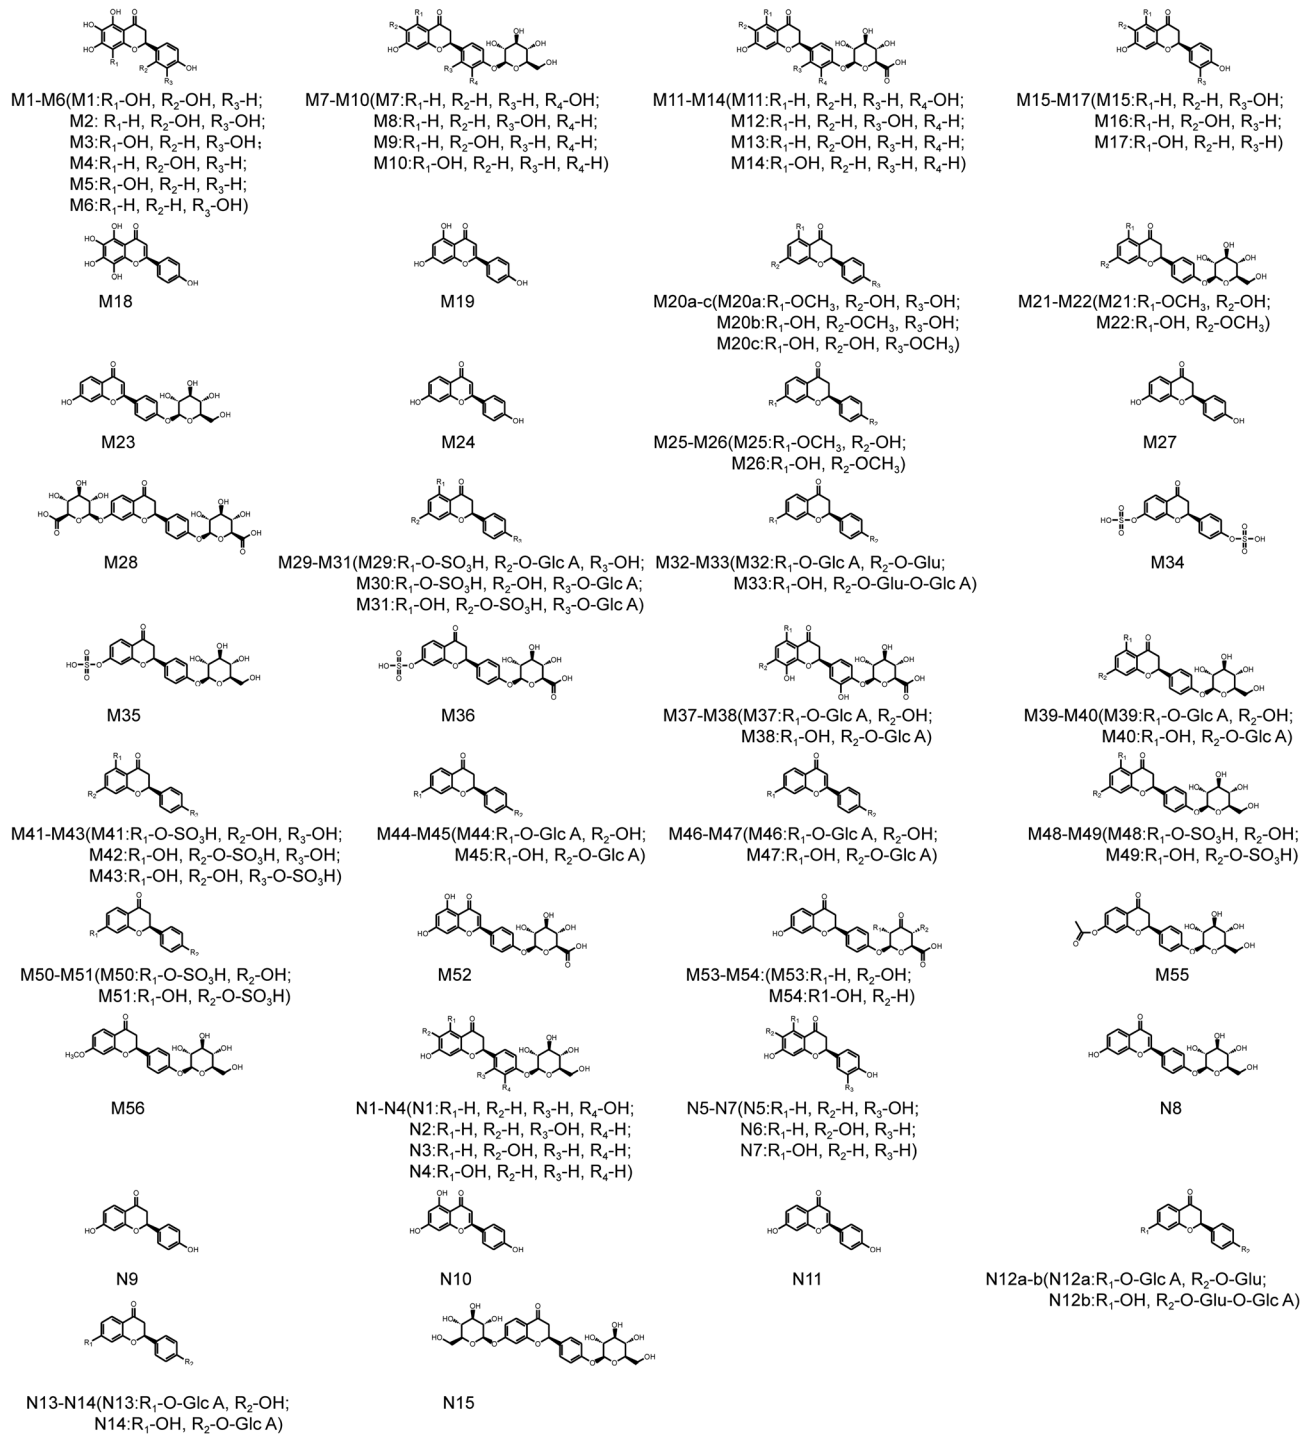 M1-M6(M1:R₁-OH, R₂-OH, R₃-H;
M2: R₁-H, R₂-OH, R₃-OH;
M3:R₁-OH, R₂-H, R₃-OH;
M4:R₁-H, R₂-OH, R₃-H;
M5:R₁-OH, R₂-H, R₃-H;
M6:R₁-H, R₂-H, R₃-OH)
M7-M10(M7:R₁-H, R₂-H, R₃-H, R₄-OH;
M8:R₁-H, R₂-H, R₃-OH, R₄-H;
M9:R₁-H, R₂-OH, R₃-H, R₄-H;
M10:R₁-OH, R₂-H, R₃-H, R₄-H)
M11-M14(M11:R₁-H, R₂-H, R₃-H, R₄-OH;
M12:R₁-H, R₂-H, R₃-OH, R₄-H;
M13:R₁-H, R₂-OH, R₃-H, R₄-H;
M14:R₁-OH, R₂-H, R₃-H, R₄-H)
M15-M17(M15:R₁-H, R₂-H, R₃-OH;
M16:R₁-H, R₂-OH, R₃-H;
M17:R₁-OH, R₂-H, R₃-H)
M18
M19
M20a-c(M20a:R₁-OCH₃, R₂-OH, R₃-OH;
M20b:R₁-OH, R₂-OCH₃, R₃-OH;
M20c:R₁-OH, R₂-OH, R₃-OCH₃)
M21-M22(M21:R₁-OCH₃, R₂-OH;
M22:R₁-OH, R₂-OCH₃)
M23
M24
M25-M26(M25:R₁-OCH₃, R₂-OH;
M26:R₁-OH, R₂-OCH₃)
M27
M28
M29-M31(M29:R₁-O-SO₃H, R₂-O-Glc A, R₃-OH;
M30:R₁-O-SO₃H, R₂-OH, R₃-O-Glc A;
M31:R₁-OH, R₂-O-SO₃H, R₃-O-Glc A)
M32-M33(M32:R₁-O-Glc A, R₂-O-Glu;
M33:R₁-OH, R₂-O-Glu-O-Glc A)
M34
M35
M36
M37-M38(M37:R₁-O-Glc A, R₂-OH;
M38:R₁-OH, R₂-O-Glc A)
M39-M40(M39:R₁-O-Glc A, R₂-OH;
M40:R₁-OH, R₂-O-Glc A)
M41-M43(M41:R₁-O-SO₃H, R₂-OH, R₃-OH;
M42:R₁-OH, R₂-O-SO₃H, R₃-OH;
M43:R₁-OH, R₂-OH, R₃-O-SO₃H)
M44-M45(M44:R₁-O-Glc A, R₂-OH;
M45:R₁-OH, R₂-O-Glc A)
M46-M47(M46:R₁-O-Glc A, R₂-OH;
M47:R₁-OH, R₂-O-Glc A)
M48-M49(M48:R₁-O-SO₃H, R₂-OH;
M49:R₁-OH, R₂-O-SO₃H)
M50-M51(M50:R₁-O-SO₃H, R₂-OH;
M51:R₁-OH, R₂-O-SO₃H)
M52
M53-M54:(M53:R₁-H, R₂-OH;
M54:R1-OH, R₂-H)
M55
M56
N1-N4(N1:R₁-H, R₂-H, R₃-H, R₄-OH;
N2:R₁-H, R₂-H, R₃-OH, R₄-H;
N3:R₁-H, R₂-OH, R₃-H, R₄-H;
N4:R₁-OH, R₂-H, R₃-H, R₄-H)
N5-N7(N5:R₁-H, R₂-H, R₃-OH;
N6:R₁-H, R₂-OH, R₃-H;
N7:R₁-OH, R₂-H, R₃-H)
N8
N9
N10
N11
N12a-b(N12a:R₁-O-Glc A, R₂-O-Glu;
N12b:R₁-OH, R₂-O-Glu-O-Glc A)
N13-N14(N13:R₁-O-Glc A, R₂-OH;
N14:R₁-OH, R₂-O-Glc A)
N15